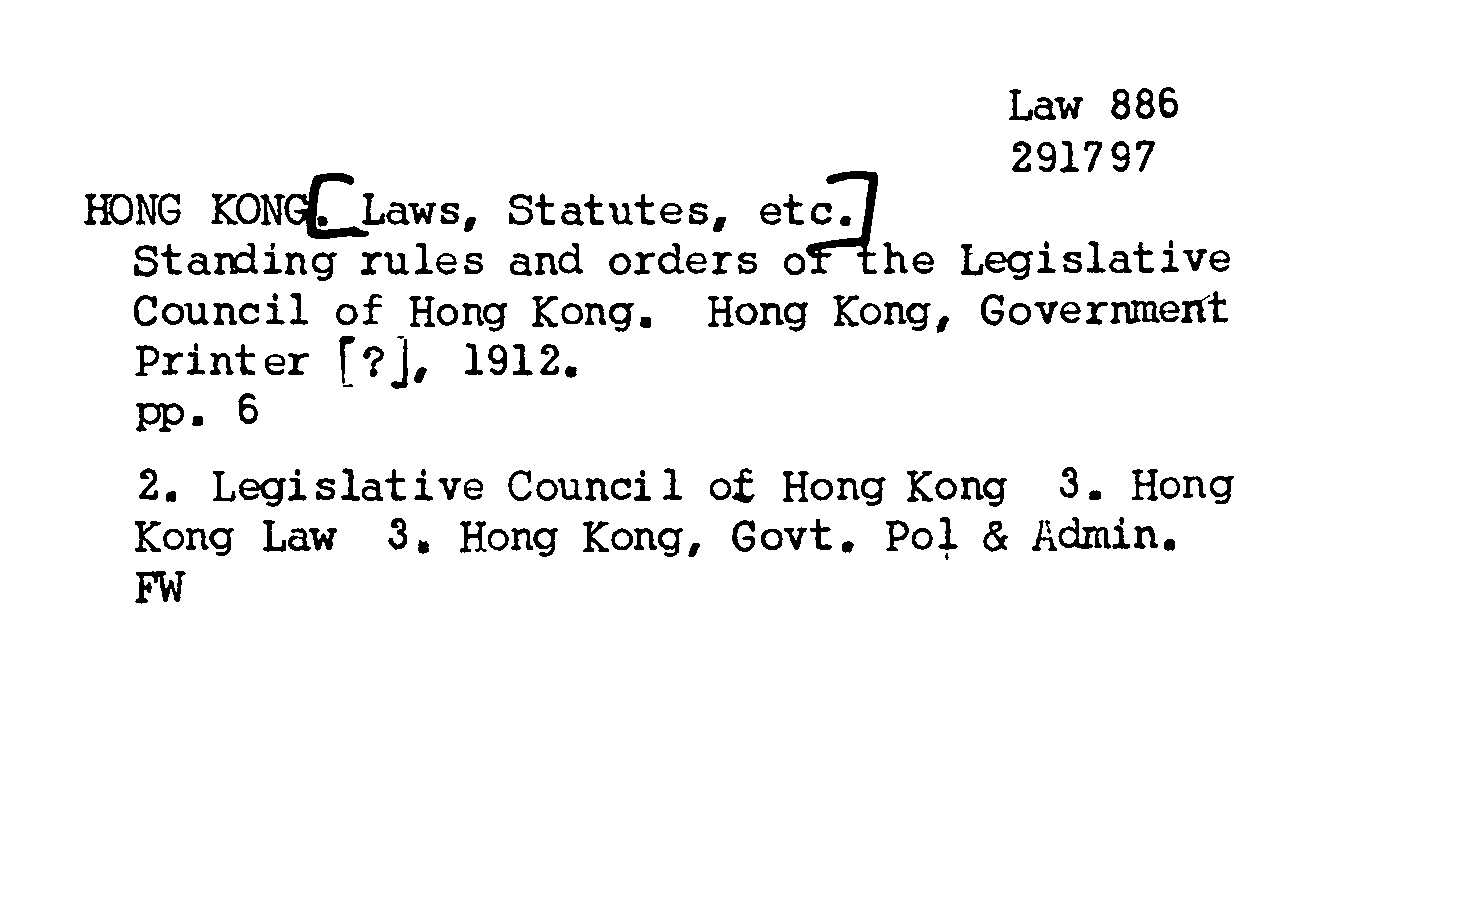 Law 886
291797
HONG KONG[. Laws, Statutes, etc.]
Standing rules and orders of the Legislative
Council of Hong Kong. Hong Kong, Government
Printer [?], 1912.
pp. 6
2. Legislative Council of Hong Kong 3. Hong
Kong Law 3. Hong Kong, Govt. Pol & Admin.
FW